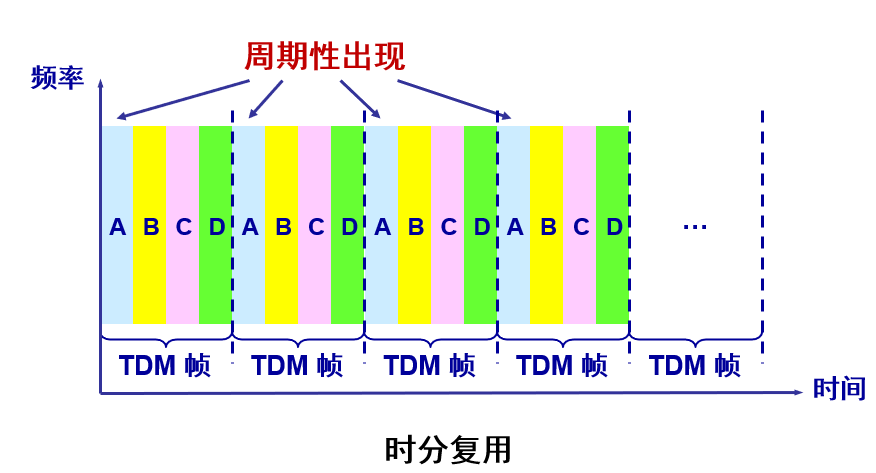 周期性出现
频率
A B C D A B C D A B C D A B C D …
TDM 帧 TDM 帧 TDM 帧 TDM 帧 TDM 帧
时间
时分复用